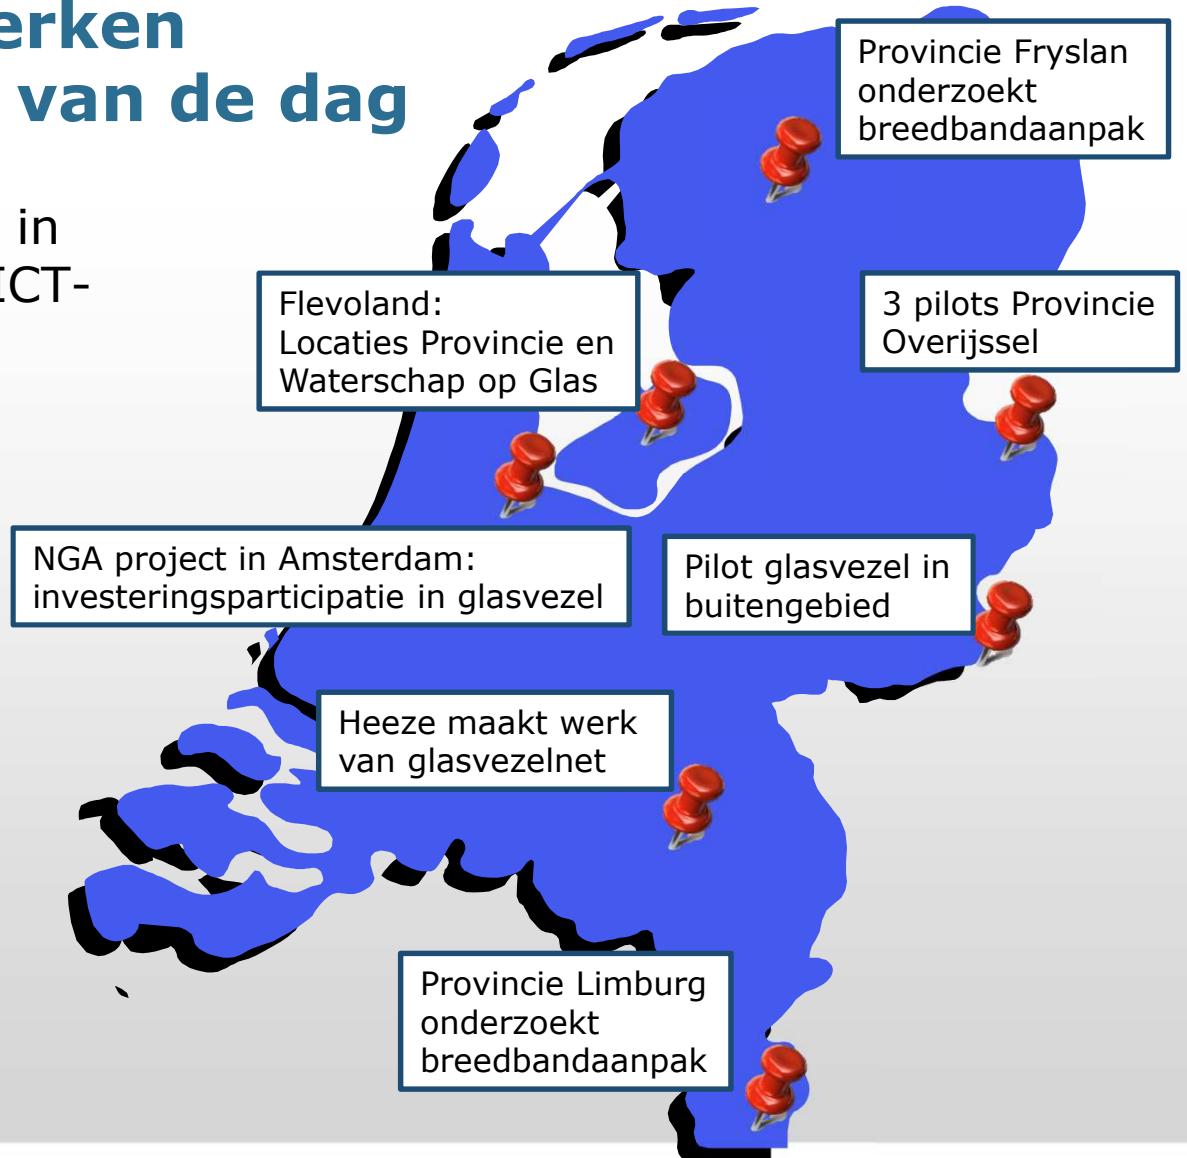 erken
van de dag
in
ICT-
Provincie Fryslan
onderzoekt
breedbandaanpak
Flevoland:
Locaties Provincie en
Waterschap op Glas
3 pilots Provincie
Overijssel
NGA project in Amsterdam:
investeringsparticipatie in glasvezel
Pilot glasvezel in
buitengebied
Heeze maakt werk
van glasvezelnet
Provincie Limburg
onderzoekt
breedbandaanpak